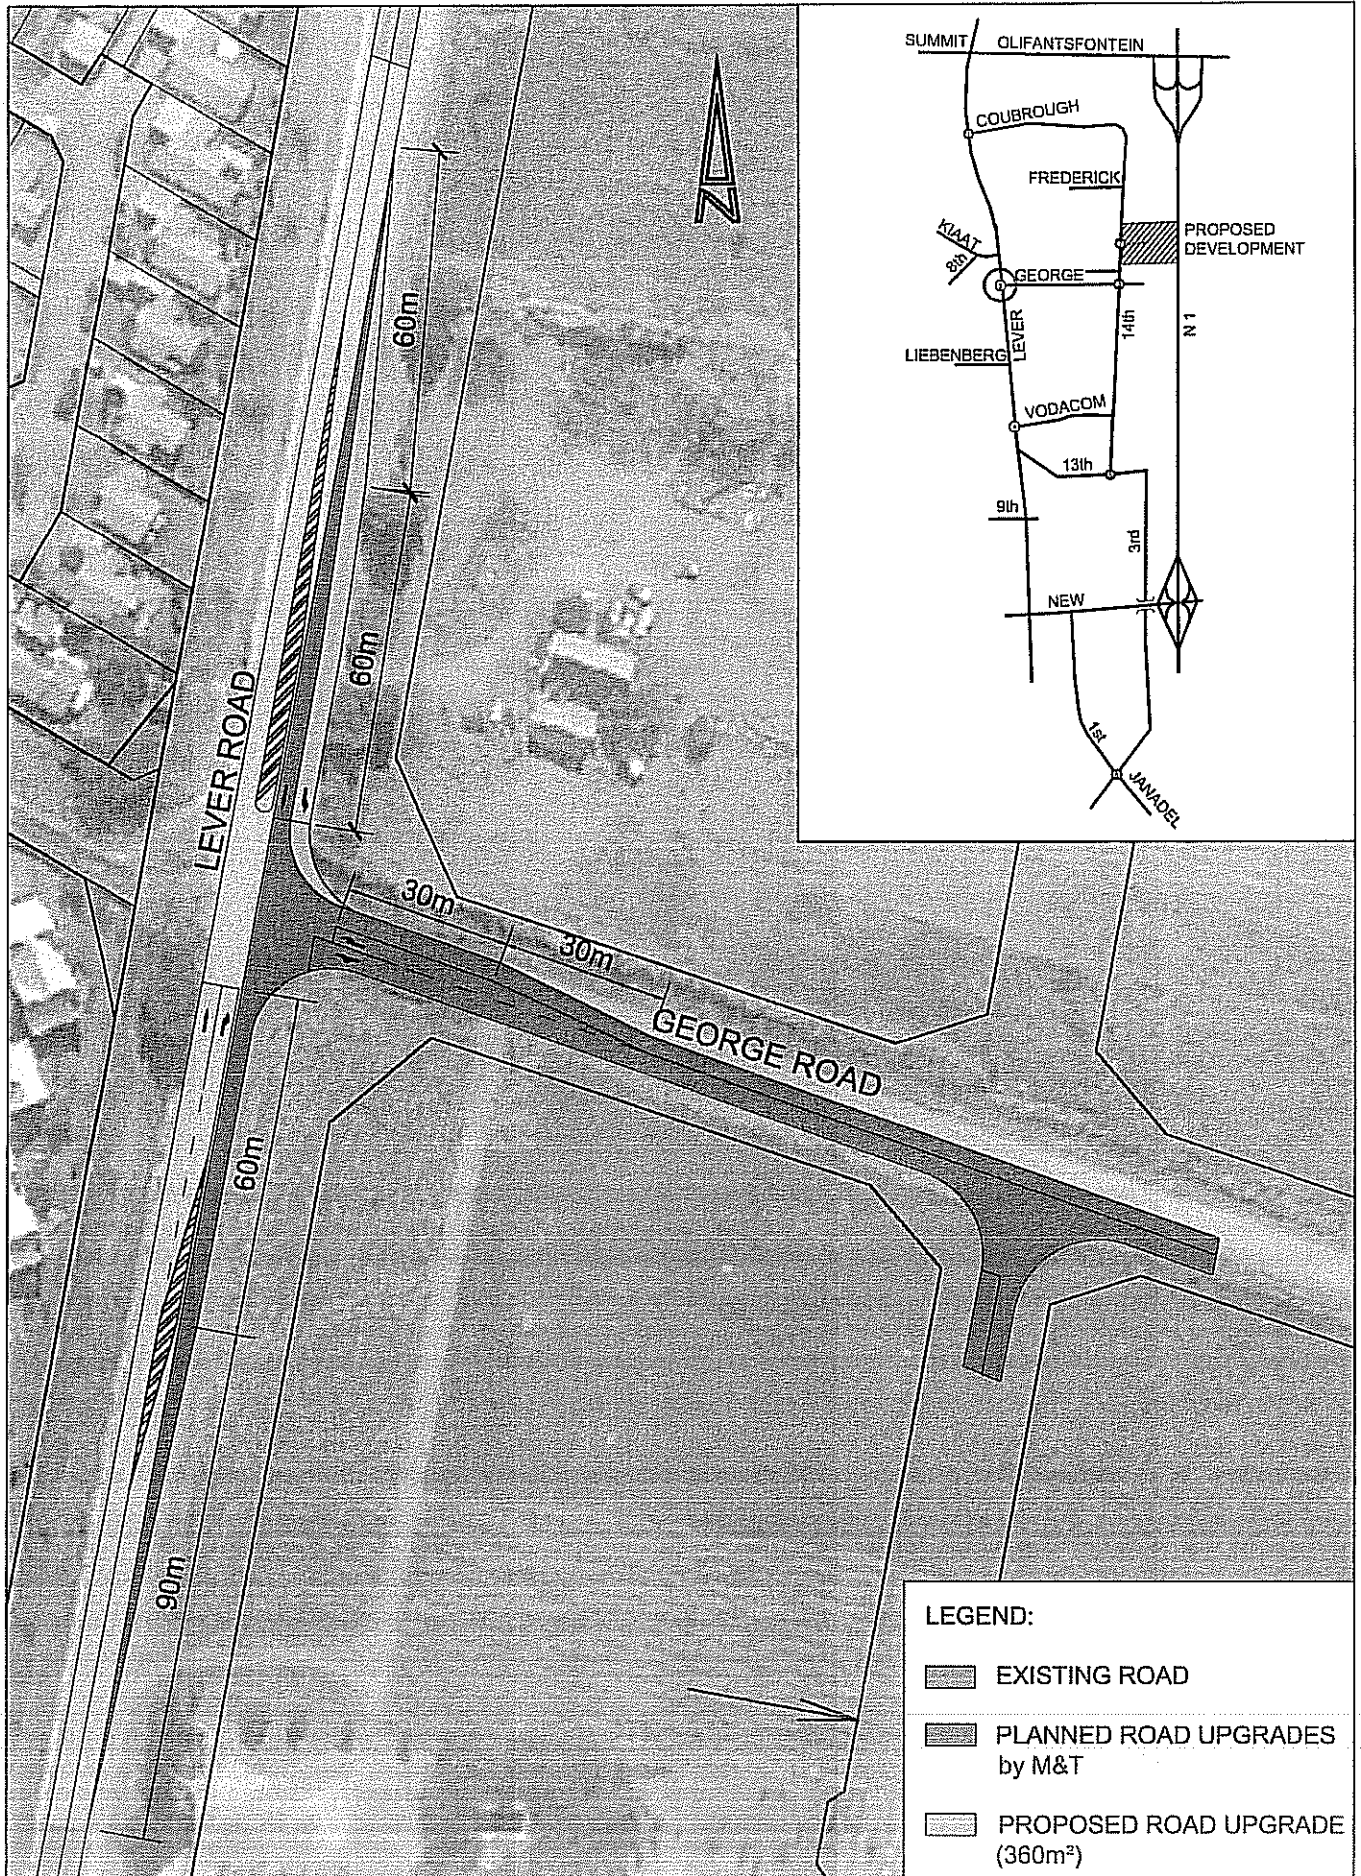 SUMMIT
OLIFANTSFONTEIN
COUBROUGH
FREDERICK
KIAAT
8th
PROPOSED
DEVELOPMENT
GEORGE
LEVER
14th
N 1
LIEBENBERG
VODACOM
13th
9th
3rd
NEW
1st
JANADEL
N
60m
60m
LEVER ROAD
30m
30m
GEORGE ROAD
60m
90m
LEGEND:
EXISTING ROAD
PLANNED ROAD UPGRADES
by M&T
PROPOSED ROAD UPGRADE
(360m²)